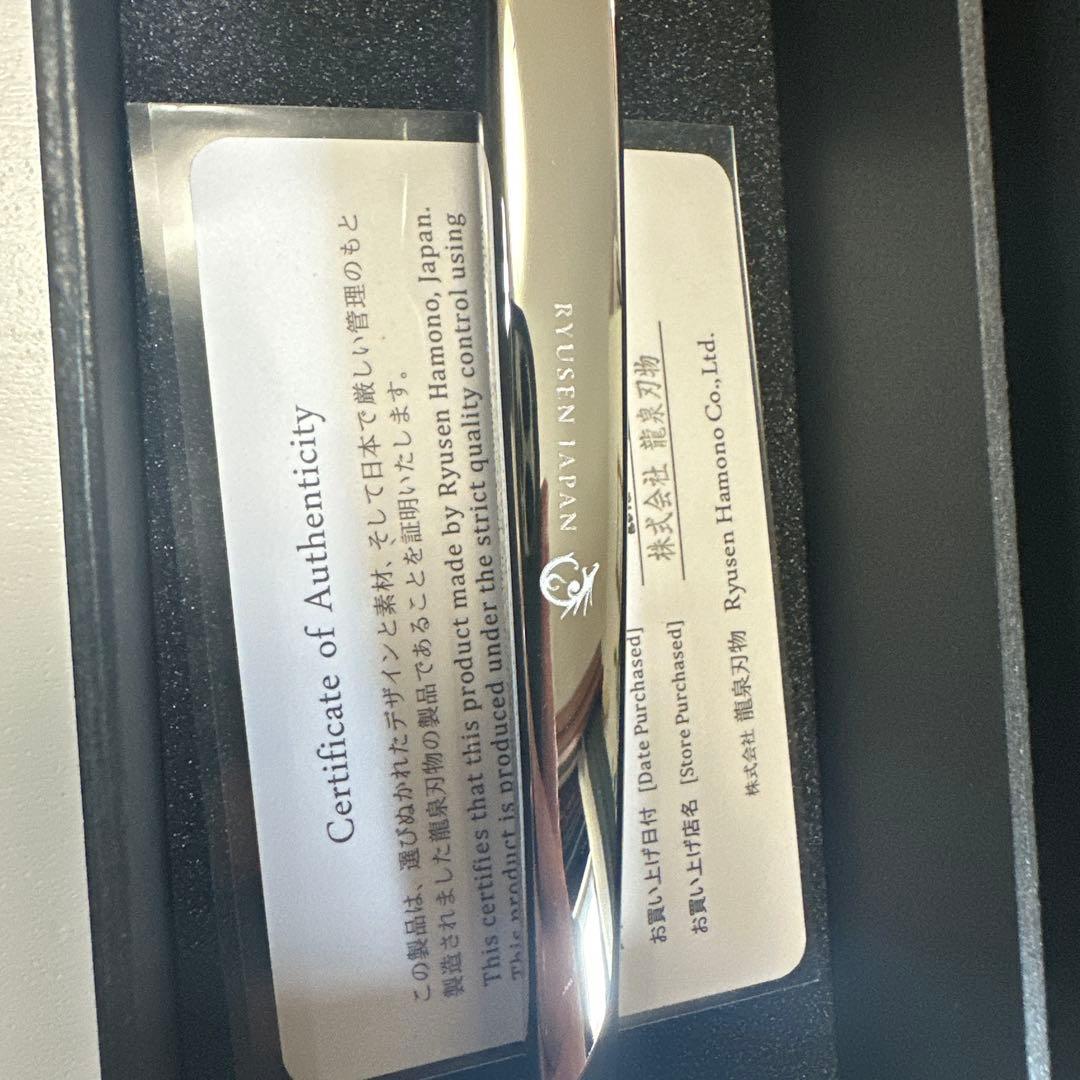 Certificate of Authenticity
この製品は、選びぬかれたデザインと素材、そして日本で厳しい管理のもと
製造されました龍泉刃物の製品であることを証明いたします。
This certifies that this product made by Ryusen Hamono, Japan.
This product is produced under the strict quality control using
RYUSEN JAPAN
お買い上げ日付 [Date Purchased]
お買い上げ店名 [Store Purchased] 株式会社 龍泉刃物
株式会社 龍泉刃物 Ryusen Hamono Co.,Ltd.